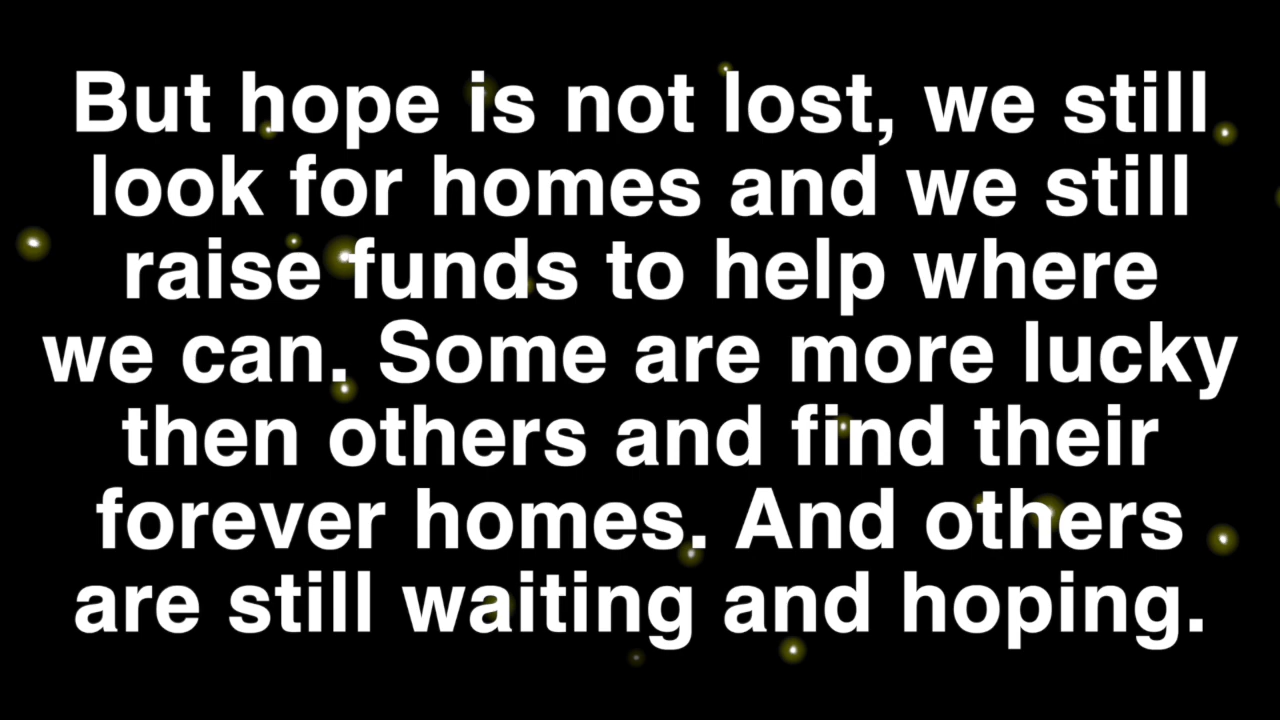 But hope is not lost, we still
look for homes and we still
raise funds to help where
we can. Some are more lucky
then others and find their
forever homes. And others
are still waiting and hoping.